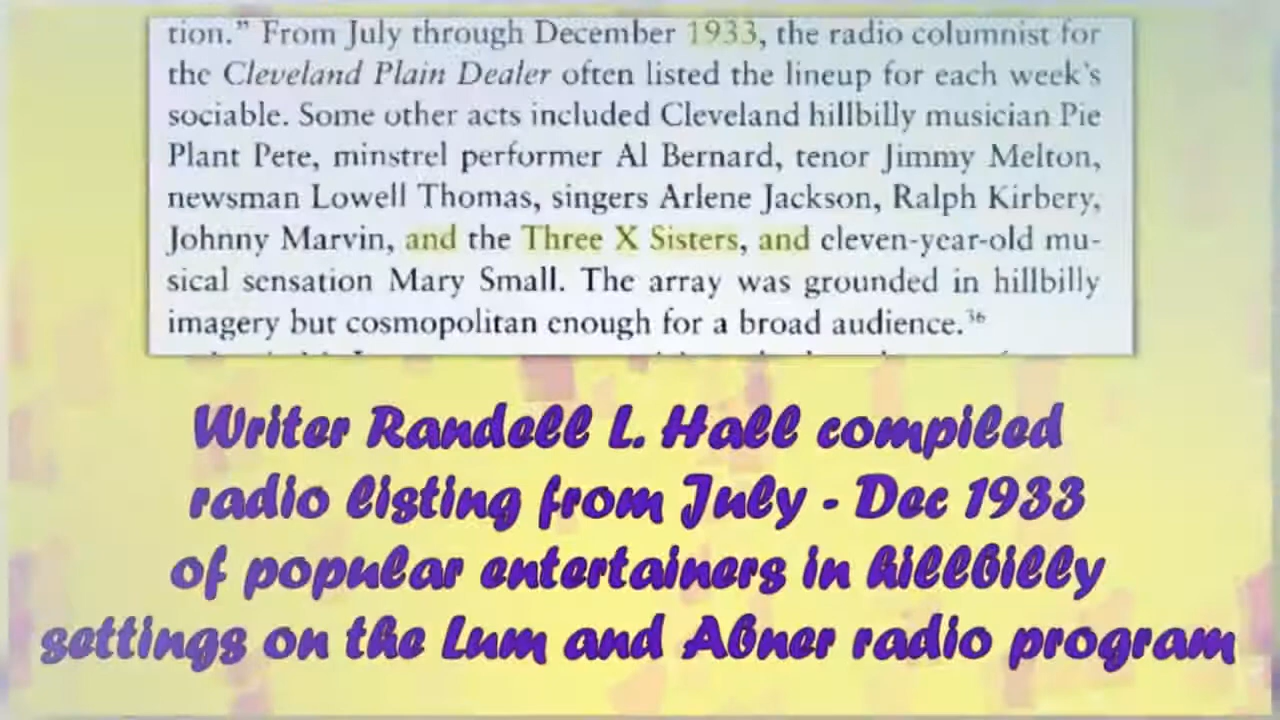 tion." From July through December 1933, the radio columnist for
the Cleveland Plain Dealer often listed the lineup for each week's
sociable. Some other acts included Cleveland hillbilly musician Pie
Plant Pete, minstrel performer Al Bernard, tenor Jimmy Melton,
newsman Lowell Thomas, singers Arlene Jackson, Ralph Kirbery,
Johnny Marvin, and the Three X Sisters, and eleven-year-old mu-
sical sensation Mary Small. The array was grounded in hillbilly
imagery but cosmopolitan enough for a broad audience.36
Writer Randell L. Hall compiled
radio listing from July - Dec 1933
of popular entertainers in hillbilly
settings on the Lum and Abner radio program